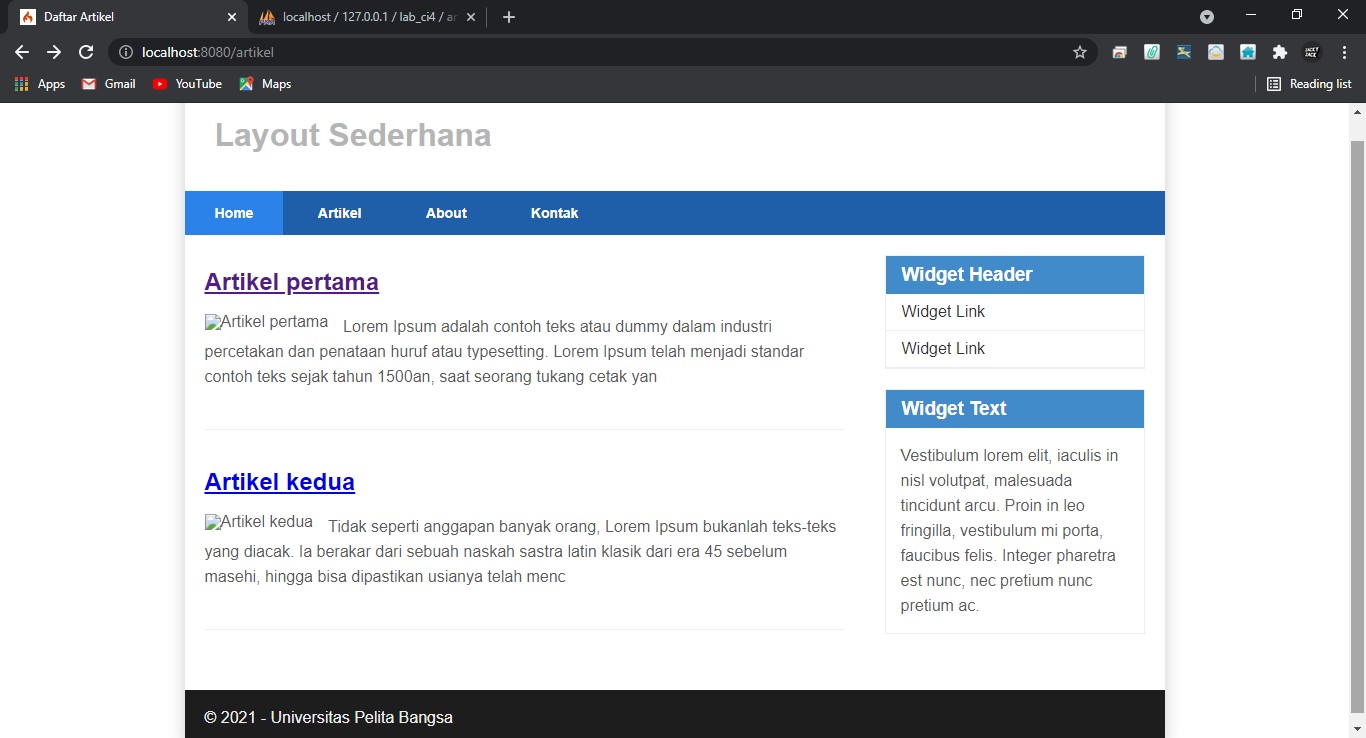 Daftar Artikel
localhost / 127.0.0.1 / lab_ci4 / ar
localhost:8080/artikel
Apps Gmail YouTube Maps Reading list
Layout Sederhana
Home Artikel About Kontak
Artikel pertama
Artikel pertama Lorem Ipsum adalah contoh teks atau dummy dalam industri
percetakan dan penataan huruf atau typesetting. Lorem Ipsum telah menjadi standar
contoh teks sejak tahun 1500an, saat seorang tukang cetak yan
Artikel kedua
Artikel kedua Tidak seperti anggapan banyak orang, Lorem Ipsum bukanlah teks-teks
yang diacak. Ia berakar dari sebuah naskah sastra latin klasik dari era 45 sebelum
masehi, hingga bisa dipastikan usianya telah menc
Widget Header
Widget Link
Widget Link
Widget Text
Vestibulum lorem elit, iaculis in
nisl volutpat, malesuada
tincidunt arcu. Proin in leo
fringilla, vestibulum mi porta,
faucibus felis. Integer pharetra
est nunc, nec pretium nunc
pretium ac.
© 2021 - Universitas Pelita Bangsa